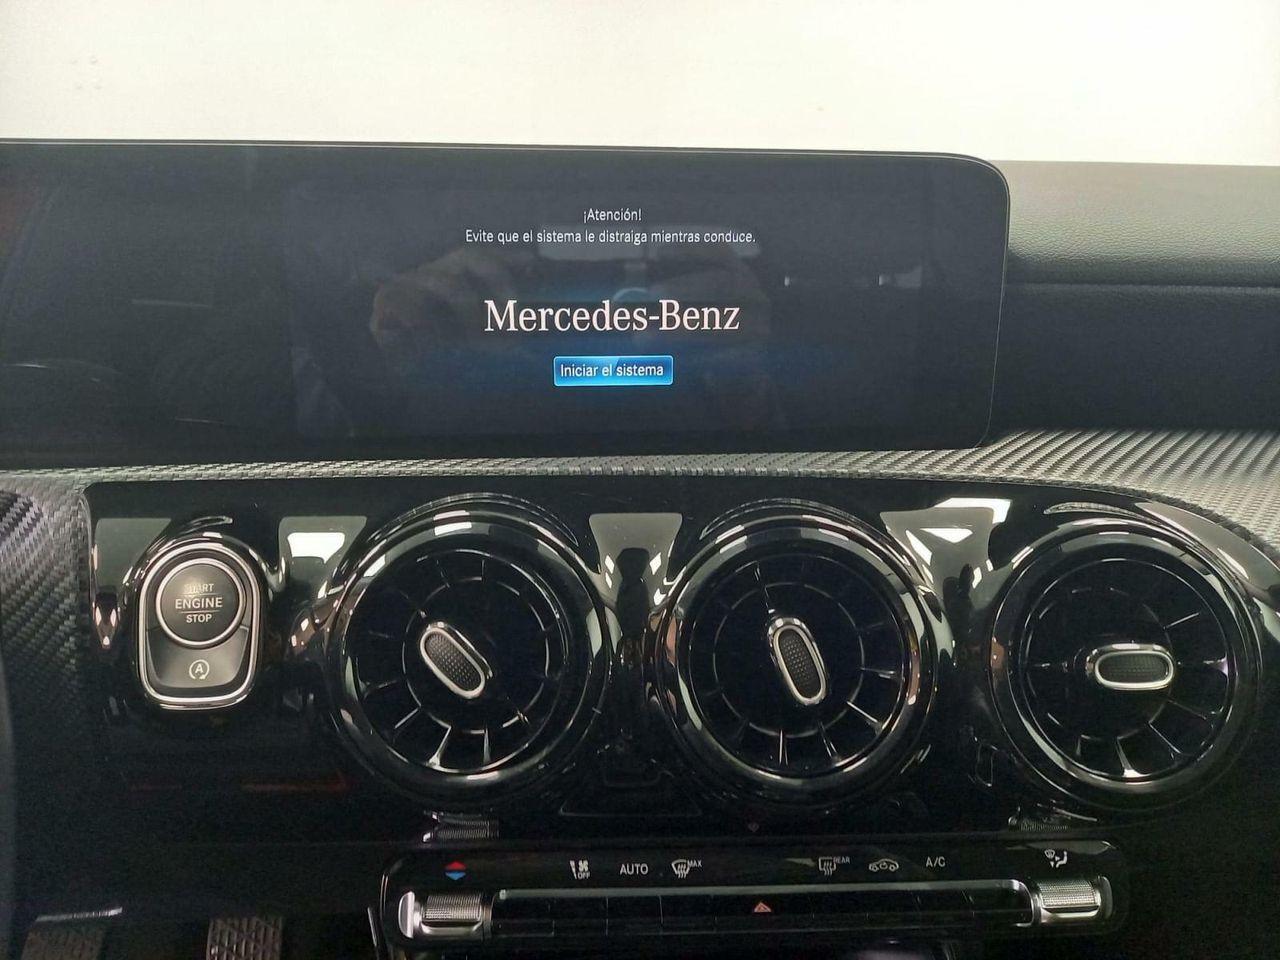 ¡Atención!
Evite que el sistema le distraiga mientras conduce.
Mercedes-Benz
Iniciar el sistema
START
ENGINE
STOP
A
OFF
AUTO
MAX
REAR
A/C